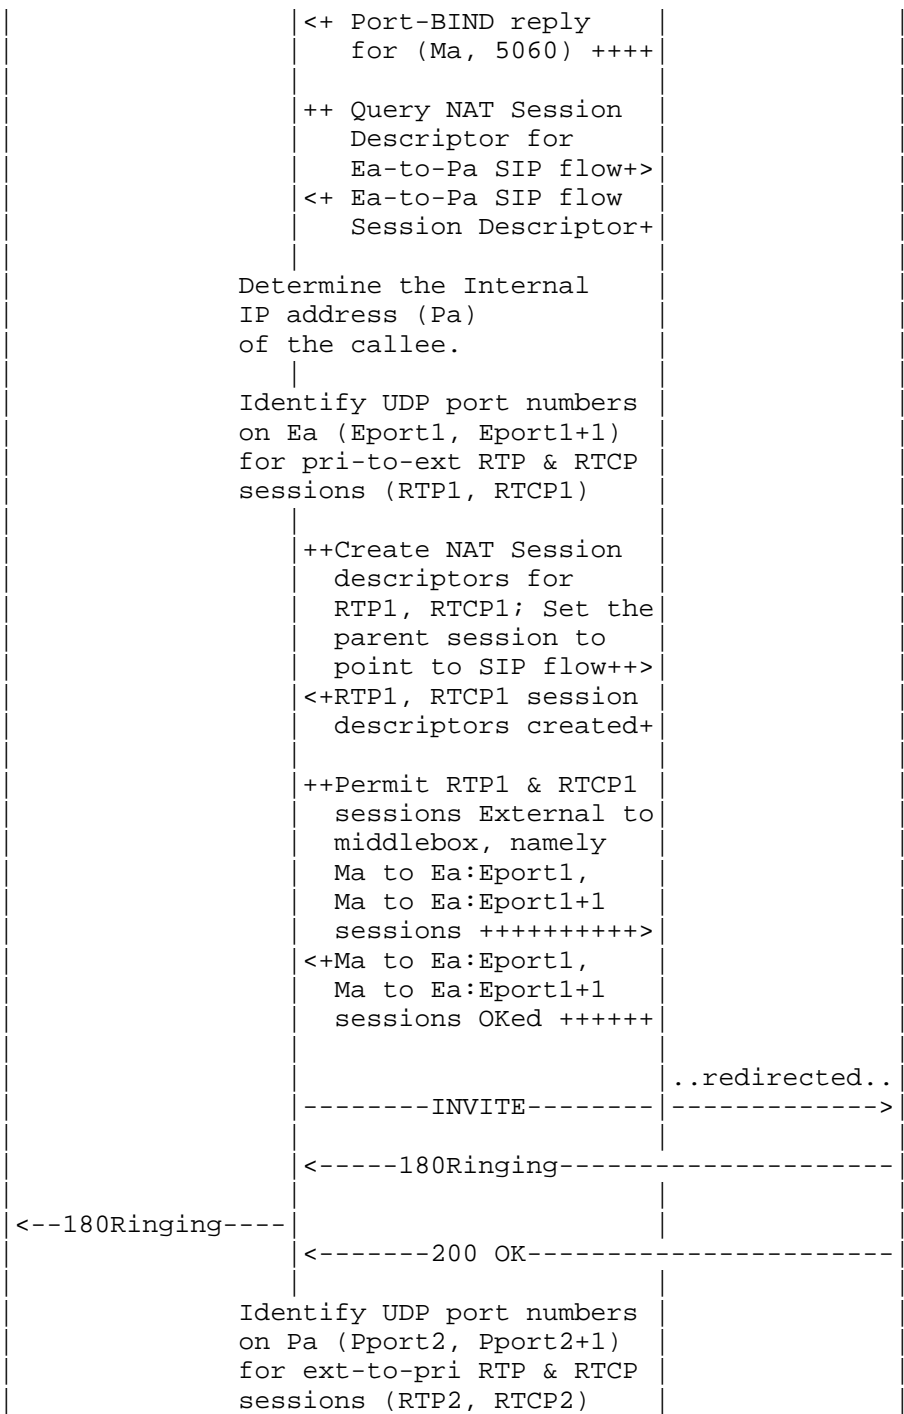 |                 |<+ Port-BIND reply      |              |
|                 |   for (Ma, 5060) ++++|              |
|                 |                      |              |
|                 |++ Query NAT Session  |              |
|                 |   Descriptor for     |              |
|                 |   Ea-to-Pa SIP flow+>|              |
|                 |<+ Ea-to-Pa SIP flow  |              |
|                 |   Session Descriptor+|              |
|                 |                      |              |
|              Determine the Internal    |              |
|              IP address (Pa)           |              |
|              of the callee.            |              |
|                 |                      |              |
|              Identify UDP port numbers |              |
|              on Ea (Eport1, Eport1+1)  |              |
|              for pri-to-ext RTP & RTCP |              |
|              sessions (RTP1, RTCP1)    |              |
|                 |                      |              |
|                 |++Create NAT Session  |              |
|                 |  descriptors for     |              |
|                 |  RTP1, RTCP1; Set the|              |
|                 |  parent session to   |              |
|                 |  point to SIP flow++>|              |
|                 |<+RTP1, RTCP1 session |              |
|                 |  descriptors created+|              |
|                 |                      |              |
|                 |++Permit RTP1 & RTCP1 |              |
|                 |  sessions External to|              |
|                 |  middlebox, namely   |              |
|                 |  Ma to Ea:Eport1,    |              |
|                 |  Ma to Ea:Eport1+1   |              |
|                 |  sessions ++++++++++>|              |
|                 |<+Ma to Ea:Eport1,    |              |
|                 |  Ma to Ea:Eport1+1   |              |
|                 |  sessions OKed ++++++|              |
|                 |                      |              |
|                 |                      |..redirected..|
|                 |--------INVITE--------|------------->|
|                 |                      |              |
|                 |<-----180Ringing---------------------|
|                 |                      |              |
|<--180Ringing----|                      |              |
|                 |<-------200 OK-----------------------|
|                 |                      |              |
|              Identify UDP port numbers |              |
|              on Pa (Pport2, Pport2+1)  |              |
|              for ext-to-pri RTP & RTCP |              |
|              sessions (RTP2, RTCP2)    |              |